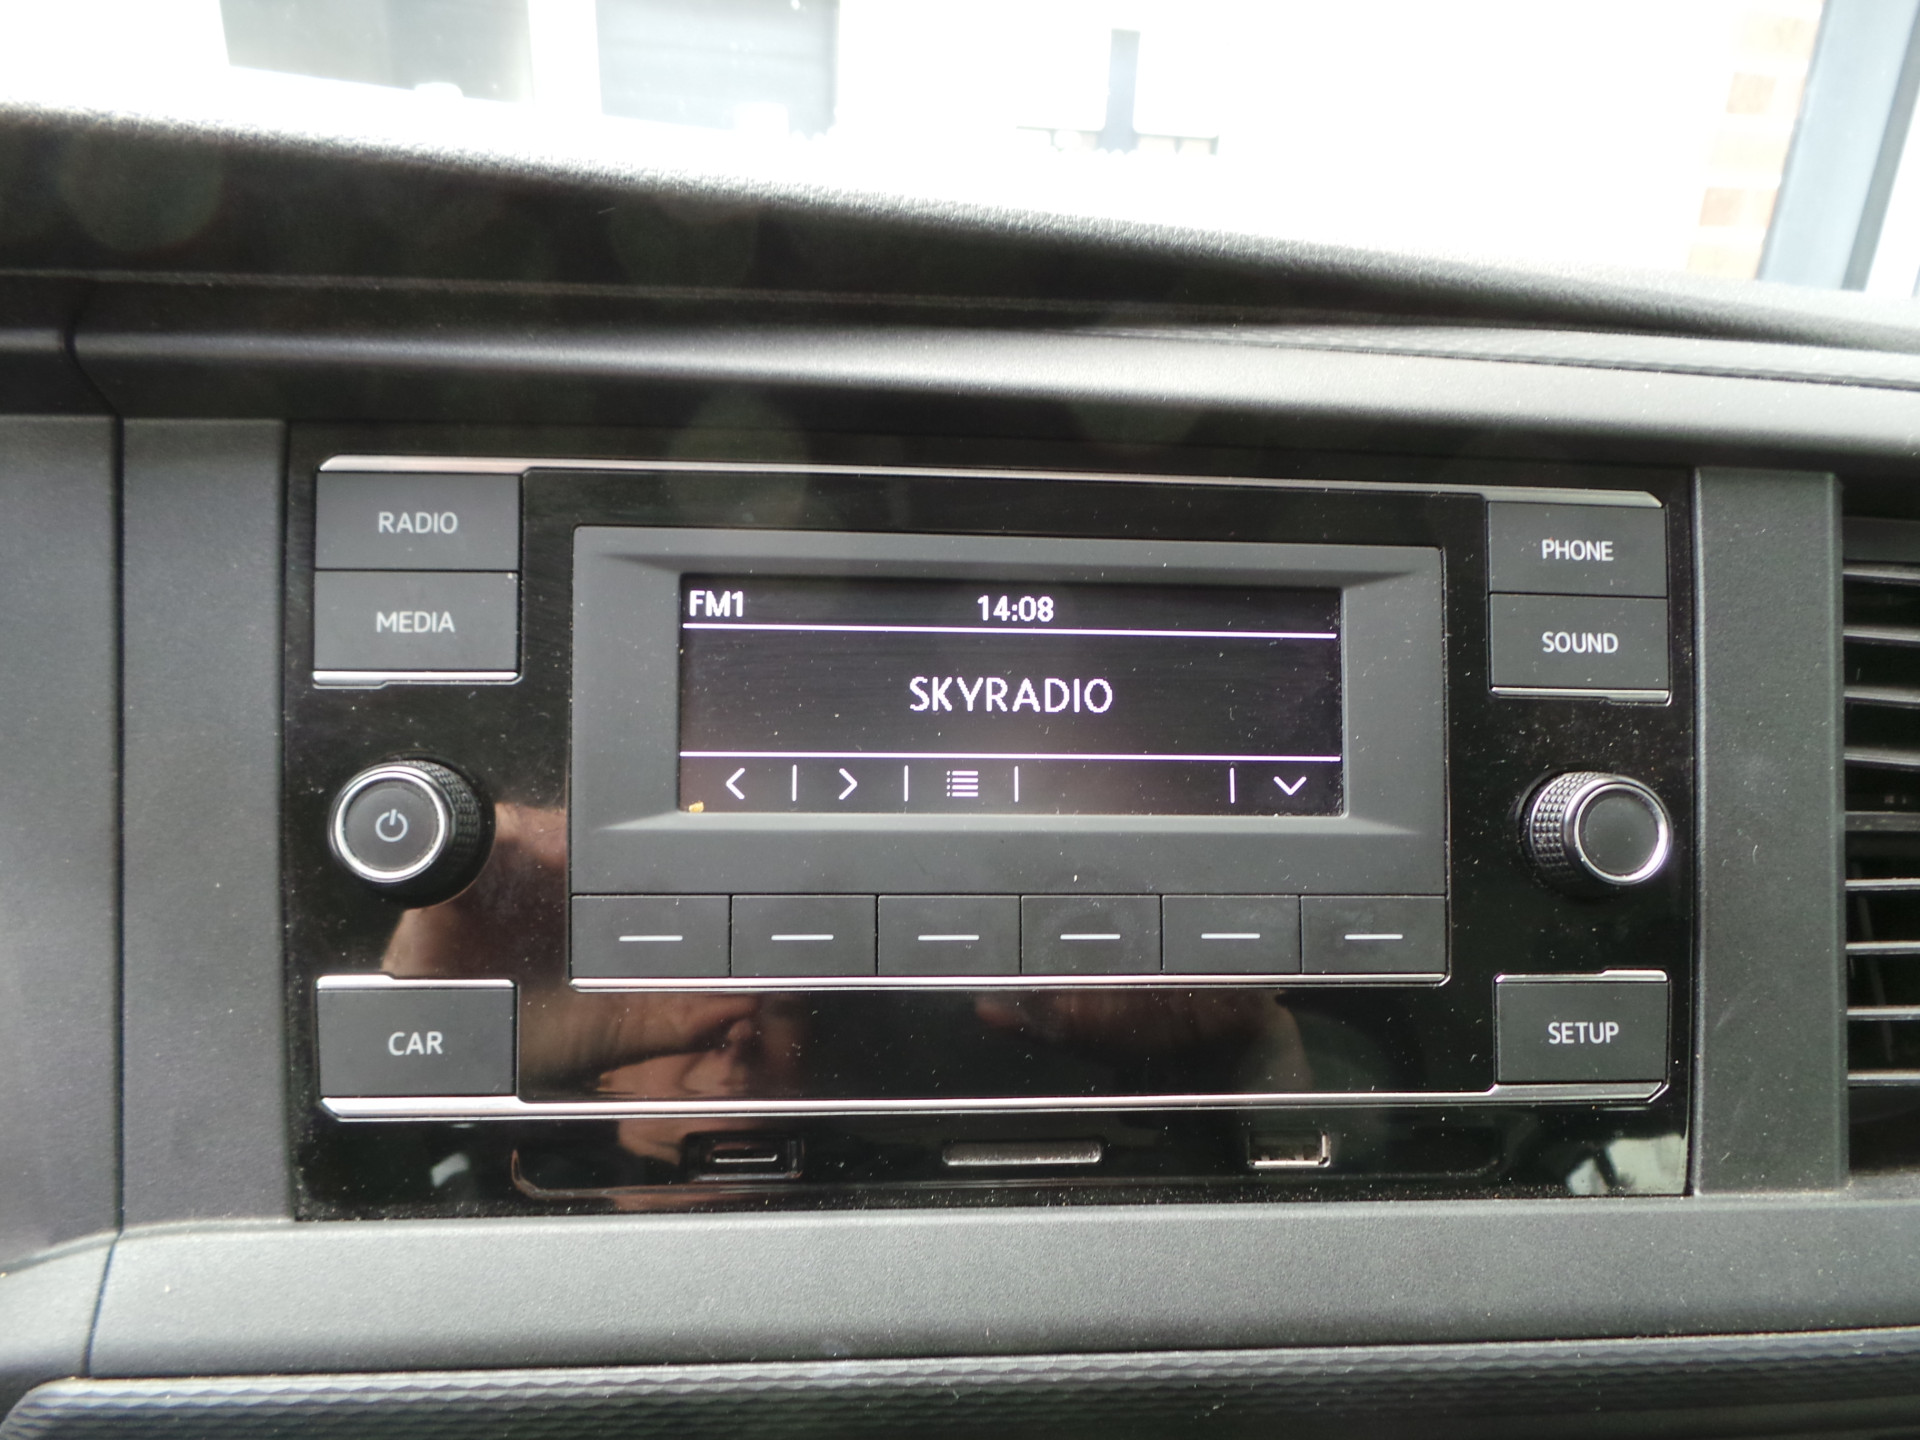 RADIO
MEDIA
FM1 14:08
SKYRADIO
PHONE
SOUND
CAR
SETUP